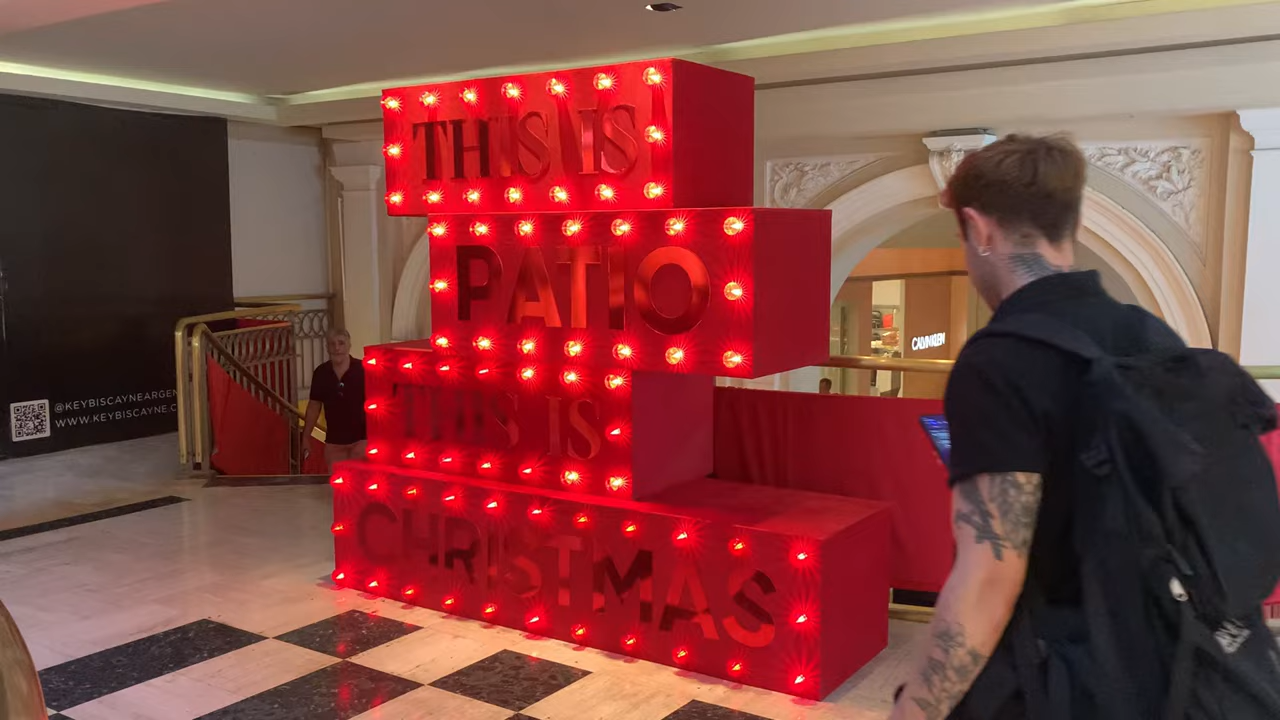 THIS IS
PATIO
THIS IS
CHRISTMAS
@KEYBISCAYNEARGEN
WWW.KEYBISCAYNE.C
CALVIN KLEIN